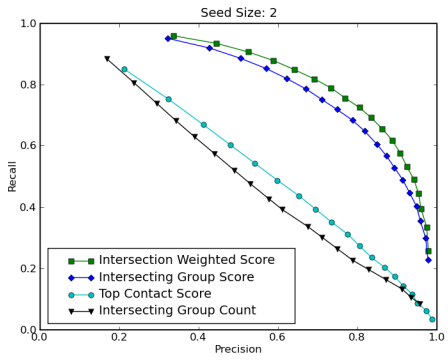 Seed Size: 2
1.0
0.8
0.6
0.4
0.2
0.0
Recall
Intersection Weighted Score
Intersecting Group Score
Top Contact Score
Intersecting Group Count
0.0 0.2 0.4 0.6 0.8 1.0
Precision